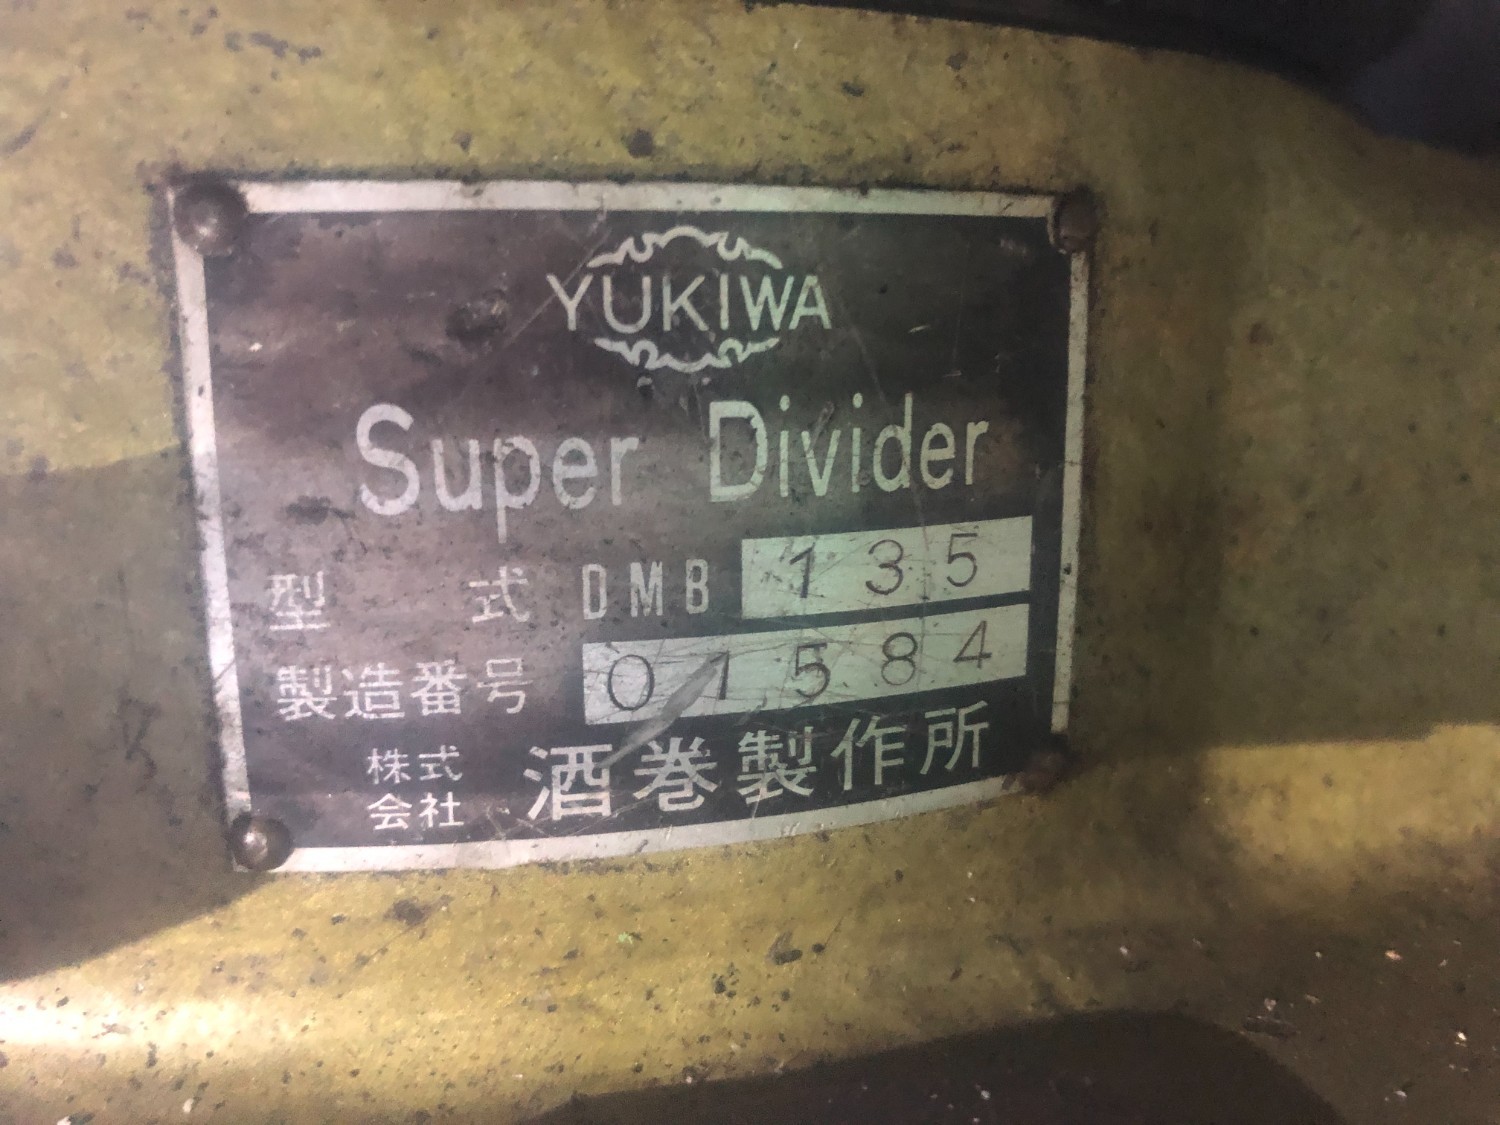 YUKIWA
Super Divider
型式 DMB 135
製造番号 01584
株式会社 酒巻製作所